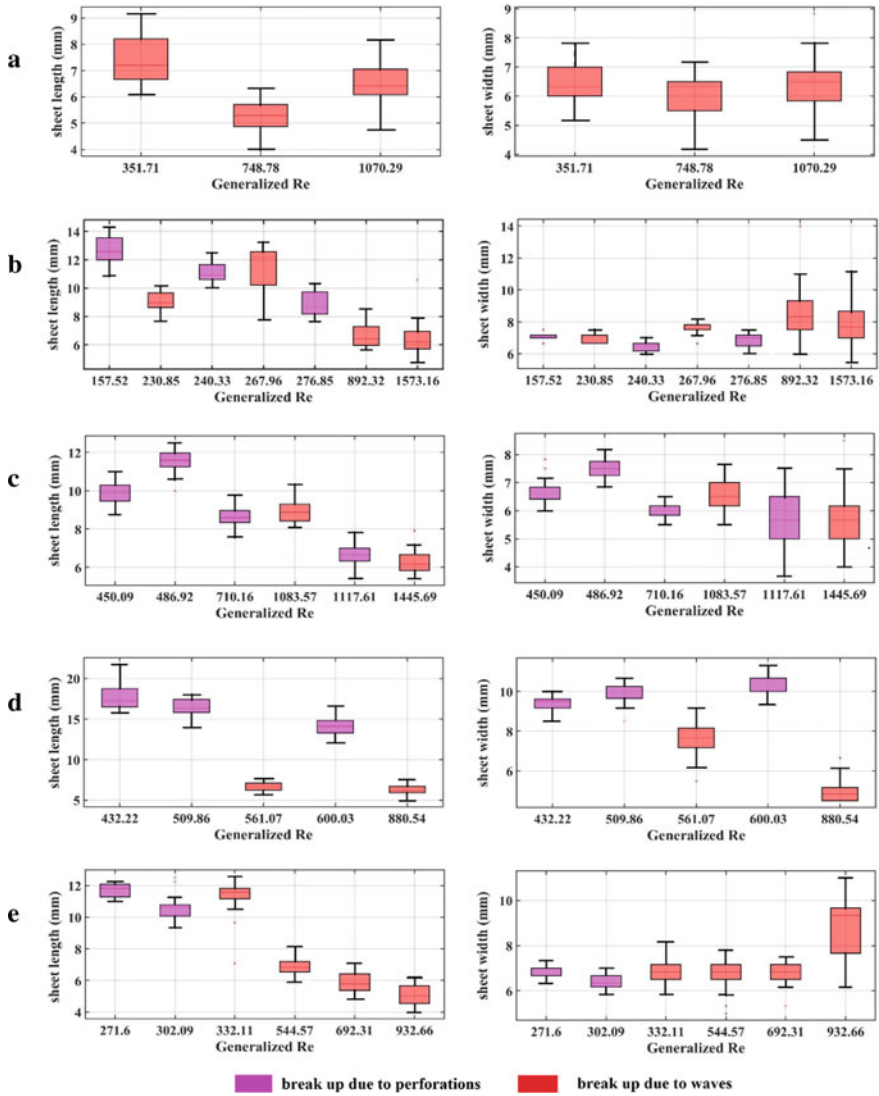 a
sheet length (mm)
9
8
7
6
5
4
351.71 748.78 1070.29
Generalized Re
sheet width (mm)
9
8
7
6
5
4
351.71 748.78 1070.29
Generalized Re
b
sheet length (mm)
14
12
10
8
6
157.52 230.85 240.33 267.96 276.85 892.32 1573.16
Generalized Re
sheet width (mm)
14
12
10
8
6
157.52 230.85 240.33 267.96 276.85 892.32 1573.16
Generalized Re
c
sheet length (mm)
12
10
8
6
450.09 486.92 710.16 1083.57 1117.61 1445.69
Generalized Re
sheet width (mm)
8
7
6
5
4
450.09 486.92 710.16 1083.57 1117.61 1445.69
Generalized Re
d
sheet length (mm)
20
15
10
5
432.22 509.86 561.07 600.03 880.54
Generalized Re
sheet width (mm)
10
8
6
432.22 509.86 561.07 600.03 880.54
Generalized Re
e
sheet length (mm)
12
10
8
6
4
271.6 302.09 332.11 544.57 692.31 932.66
Generalized Re
sheet width (mm)
10
8
6
271.6 302.09 332.11 544.57 692.31 932.66
Generalized Re
break up due to perforations break up due to waves